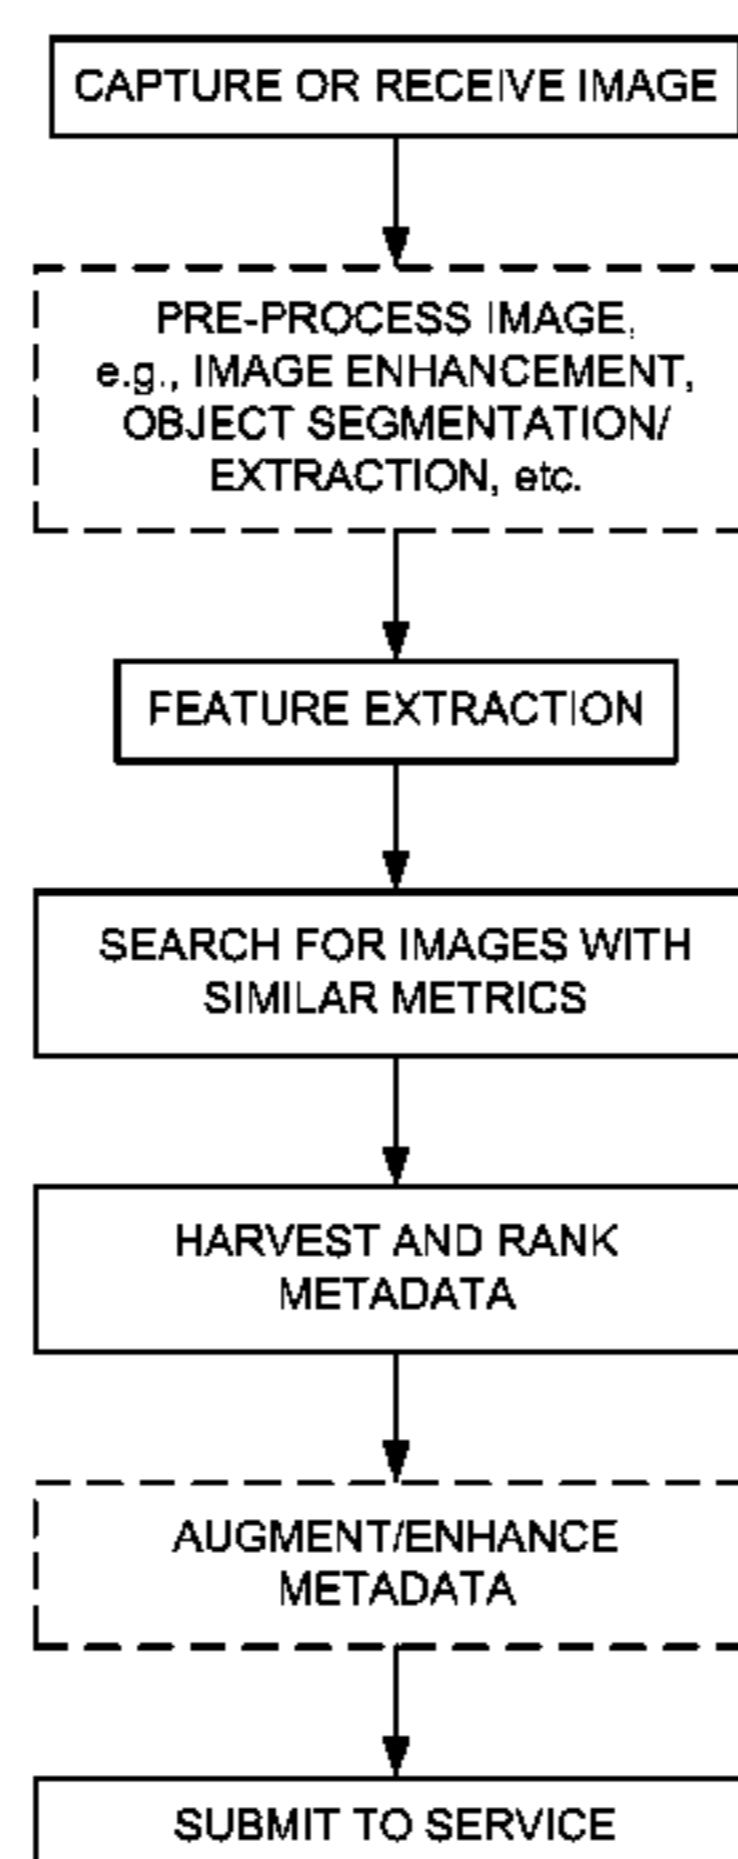 CAPTURE OR RECEIVE IMAGE
PRE-PROCESS IMAGE,
e.g., IMAGE ENHANCEMENT,
OBJECT SEGMENTATION/
EXTRACTION, etc.
FEATURE EXTRACTION
SEARCH FOR IMAGES WITH
SIMILAR METRICS
HARVEST AND RANK
METADATA
AUGMENT/ENHANCE
METADATA
SUBMIT TO SERVICE